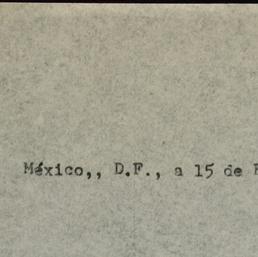 México,, D.F., a 15 de